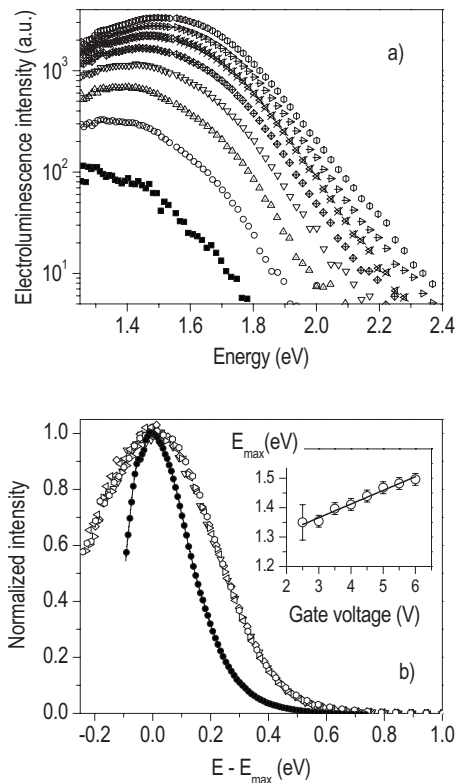 Electroluminescence intensity (a.u.)
10³
10²
10¹
a)
1.4 1.6 1.8 2.0 2.2 2.4
Energy (eV)
Normalized intensity
1.0
0.8
0.6
0.4
0.2
0.0
E_max(eV)
1.5
1.4
1.3
1.2
2 3 4 5 6
Gate voltage (V)
b)
-0.2 0.0 0.2 0.4 0.6 0.8 1.0
E - E_max (eV)